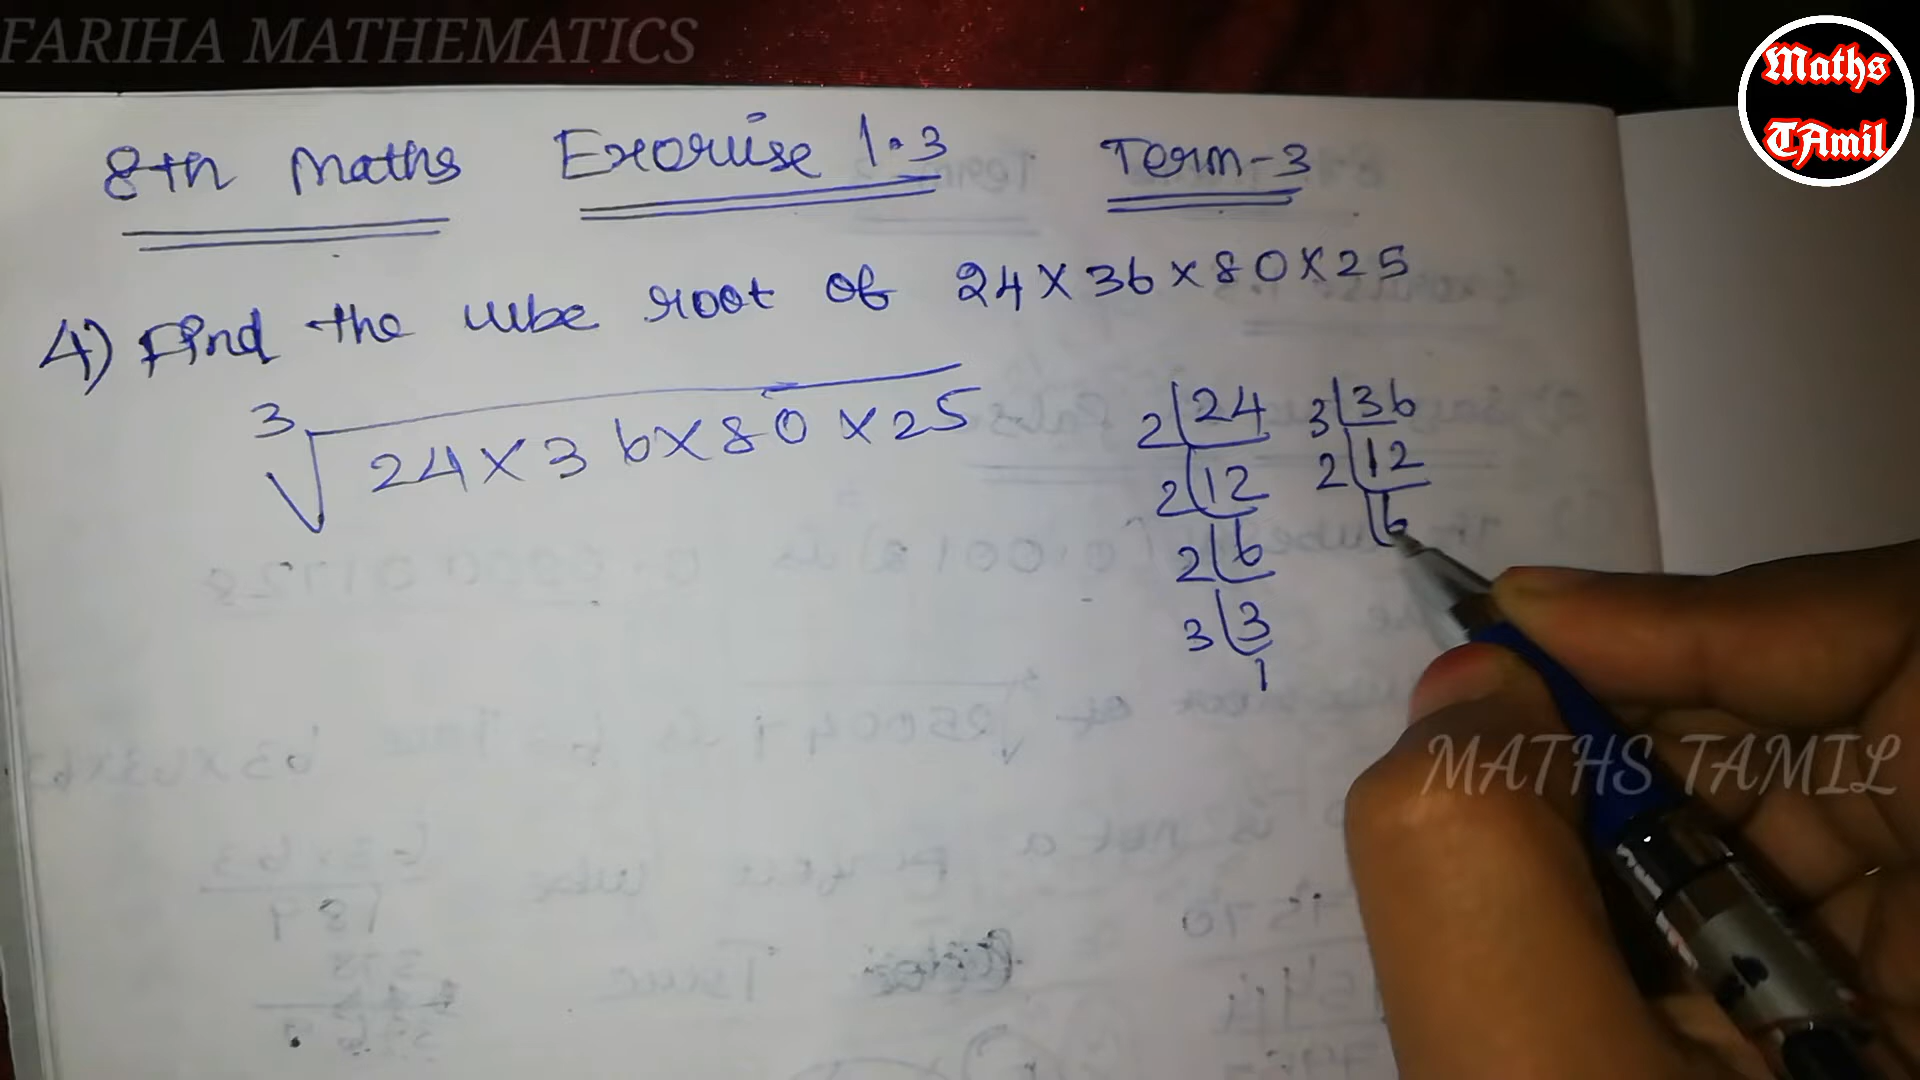 FARIHA MATHEMATICS
Maths
TAmil
8th Maths Exercise 1.3 Term-3
4) Find the cube root of 24×36×80×25
3√24×36×80×25
2 24 3 36
2 12 2 12
2 6 6
3 3
1
MATHS TAMIL